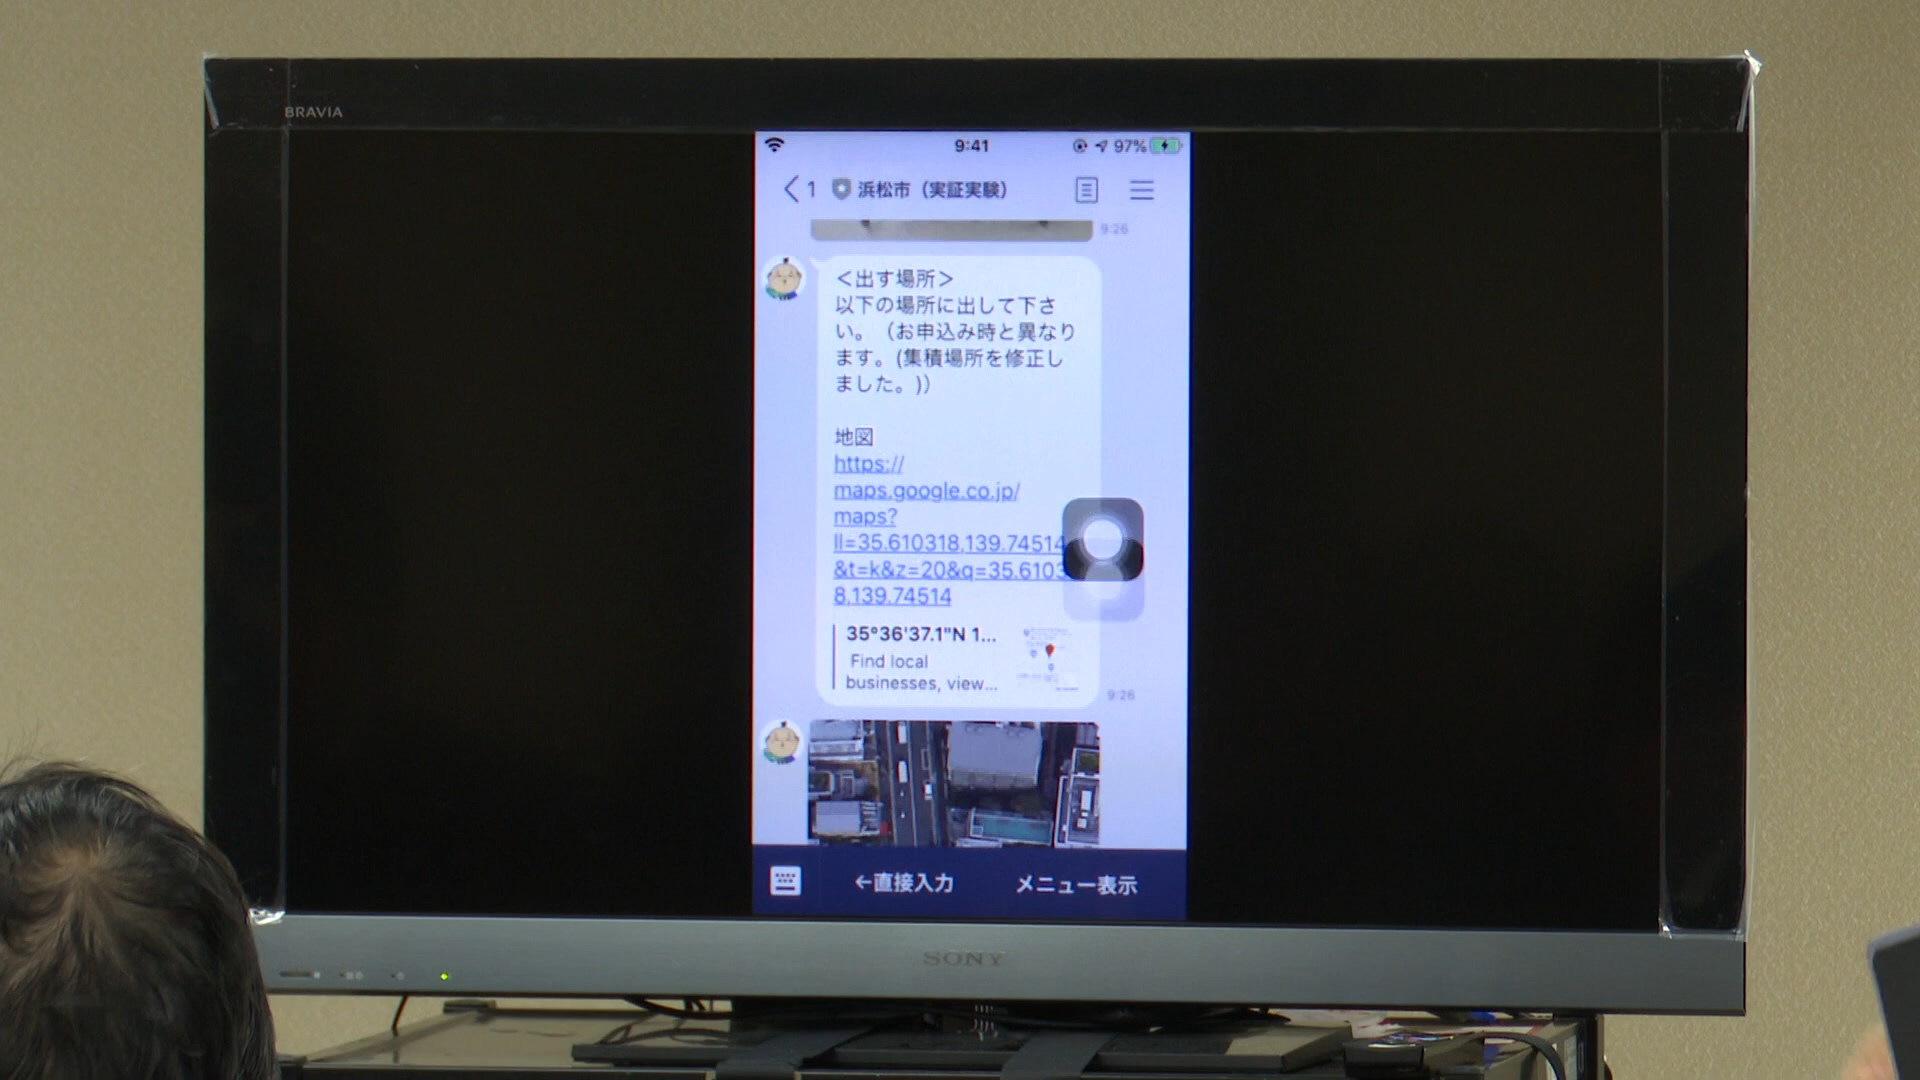 BRAVIA
9:41
97%
1 浜松市（実証実験）
9:26
＜出す場所＞
以下の場所に出して下さ
い。（お申込み時と異なり
ます。(集積場所を修正し
ました。)）
地図
https://
maps.google.co.jp/
maps?
ll=35.610318,139.74514
&t=k&z=20&q=35.6103
8,139.74514
35°36'37.1"N 1...
Find local
businesses, view...
9:26
←直接入力 メニュー表示
SONY